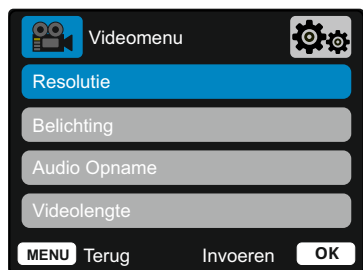 Videomenu
Resolutie
Belichting
Audio Opname
Videolengte
MENU Terug Invoeren OK